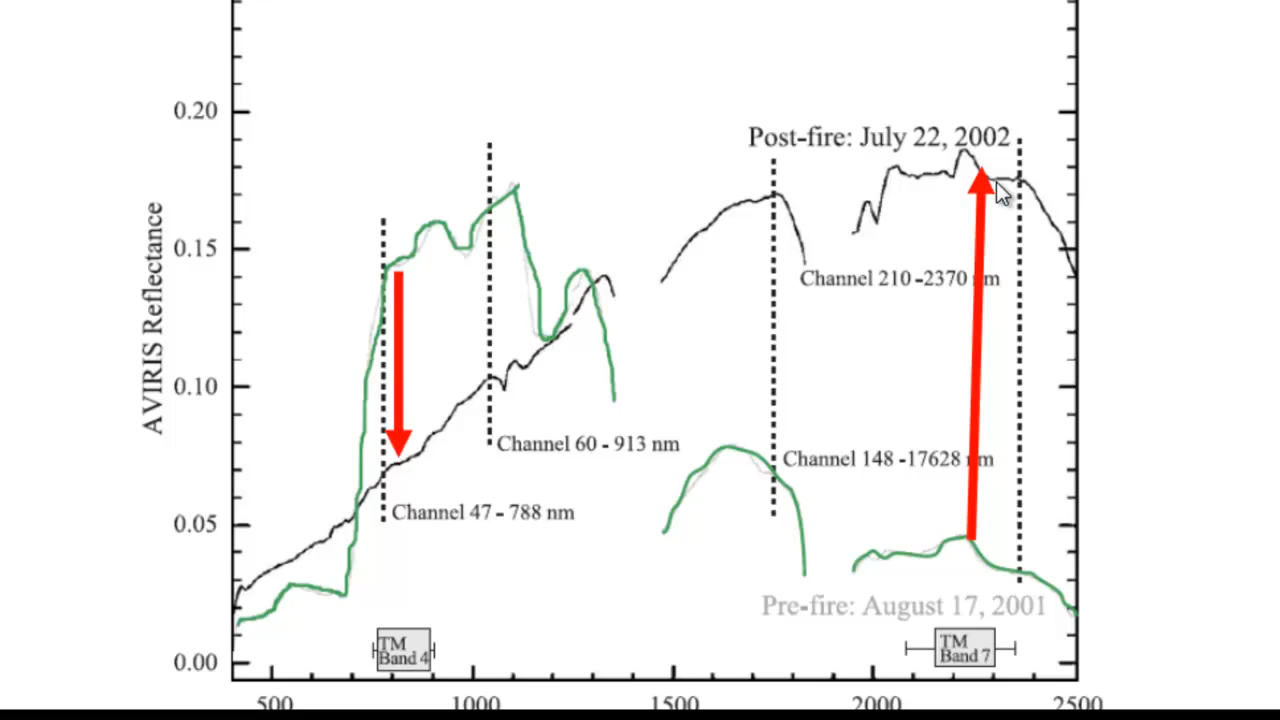 0.20
Post-fire: July 22, 2002
0.15
AVIRIS Reflectance
Channel 210 -2370 nm
0.10
Channel 60 - 913 nm
Channel 148 -17628 nm
Channel 47 - 788 nm
0.05
Pre-fire: August 17, 2001
TM
Band 4
TM
Band 7
0.00
500
1000
1500
2000
2500